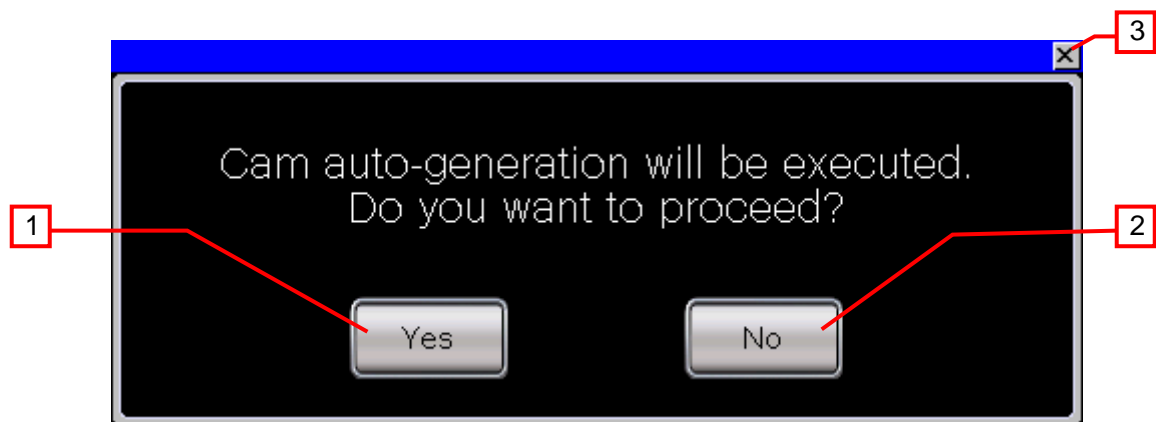 3
Cam auto-generation will be executed.
Do you want to proceed?
1
2
Yes
No